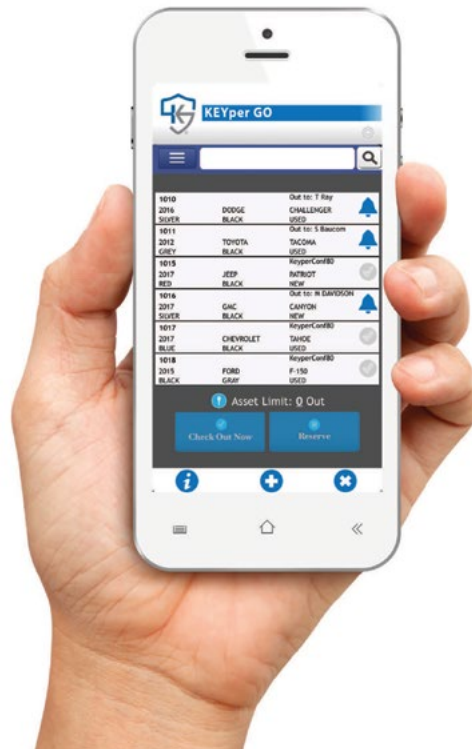 KEYper GO
1010 Out to: T Ray
2016 DODGE CHALLENGER
SILVER BLACK USED
1011 Out to: S Baucom
2012 TOYOTA TACOMA
GREY BLACK USED
1015 KeyperConf80
2017 JEEP PATRIOT
RED BLACK NEW
1016 Out to: M DAVIDSON
2017 GMC CANYON
SILVER BLACK NEW
1017 KeyperConf80
2017 CHEVROLET TAHOE
BLUE BLACK USED
1018 KeyperConf80
2015 FORD F-150
BLACK GRAY USED
Asset Limit: 0 Out
Check Out Now Reserve